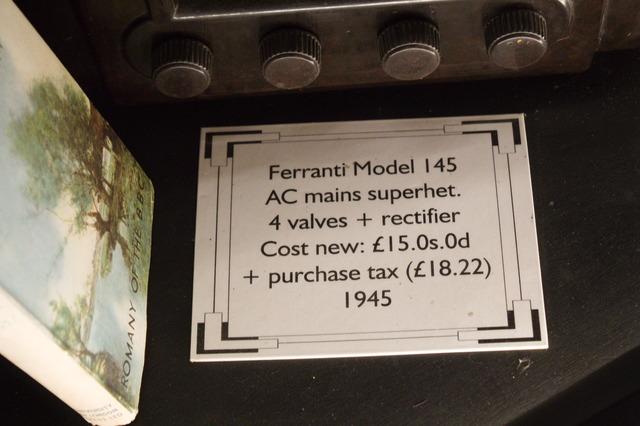 Ferranti Model 145
AC mains superhet.
4 valves + rectifier
Cost new: £15.0s.0d
+ purchase tax (£18.22)
1945
ROMANY OF THE BBC